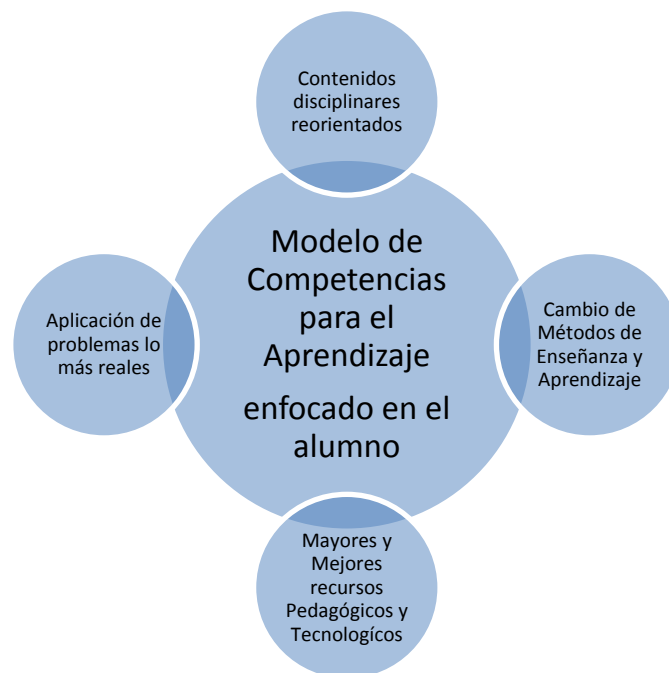 Contenidos
disciplinares
reorientados
Modelo de
Competencias
para el
Aprendizaje
enfocado en el
alumno
Aplicación de
problemas lo
más reales
Cambio de
Métodos de
Enseñanza y
Aprendizaje
Mayores y
Mejores
recursos
Pedagógicos y
Tecnologícos